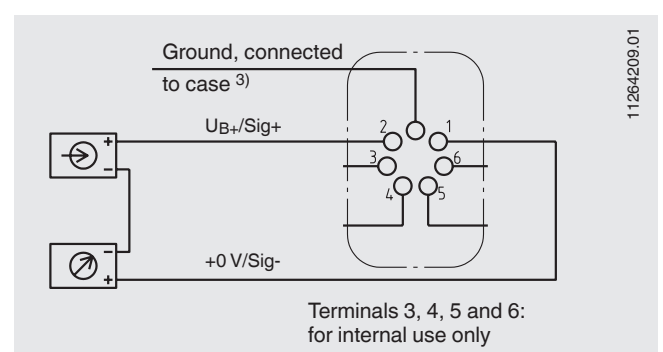 Ground, connected
to case 3)
11264209.01
UB+/Sig+
2
1
3
6
4
5
+
-
-
+
+0 V/Sig-
Terminals 3, 4, 5 and 6:
for internal use only